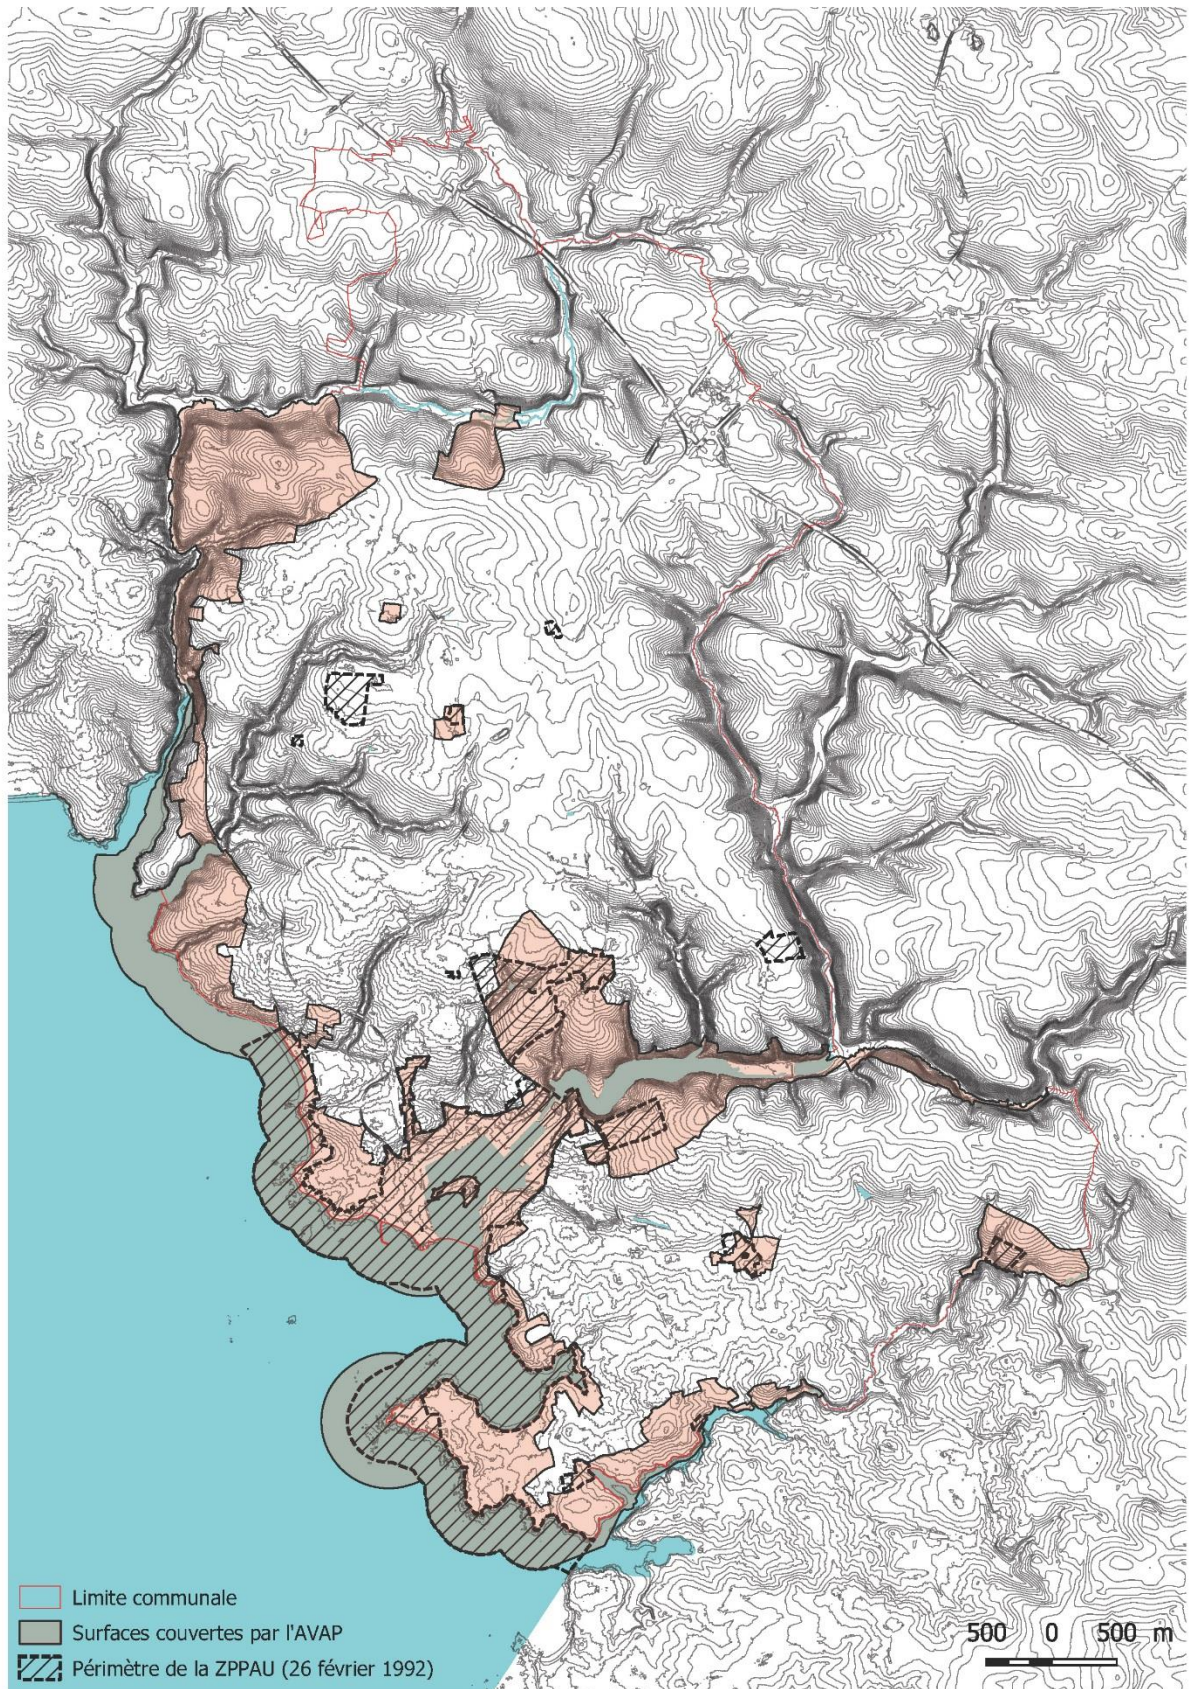 Limite communale
Surfaces couvertes par l'AVAP
Périmètre de la ZPPAU (26 février 1992)
500 0 500 m